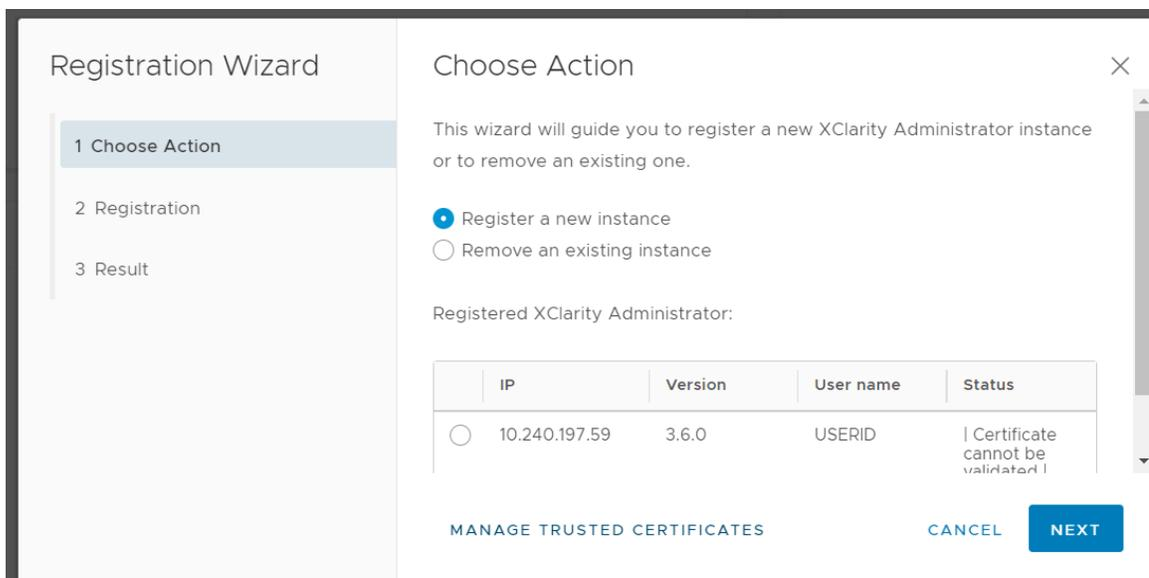 Registration Wizard
1 Choose Action
2 Registration
3 Result
Choose Action
This wizard will guide you to register a new XClarity Administrator instance
or to remove an existing one.
Register a new instance
Remove an existing instance
Registered XClarity Administrator:
IP Version User name Status
10.240.197.59 3.6.0 USERID | Certificate
cannot be
validated |
MANAGE TRUSTED CERTIFICATES CANCEL NEXT